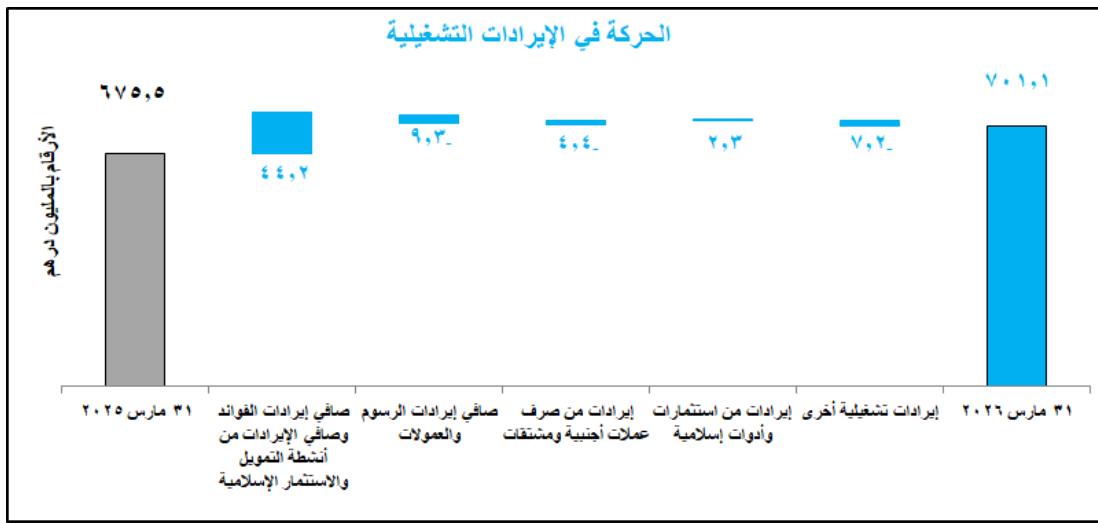 الحركة في الإيرادات التشغيلية
الأرقام بالمليون درهم
٦٧٥,٥
٤٤,٢
٩,٣-
٤,٤-
٢,٣
٧,٢-
٧٠١,١
٣١ مارس ٢٠٢٥
صافي إيرادات الفوائد
وصافي الإيرادات من
أنشطة التمويل
والاستثمار الإسلامية
صافي إيرادات الرسوم
والعمولات
إيرادات من صرف
عملات أجنبية ومشتقات
إيرادات من استثمارات
وأدوات إسلامية
إيرادات تشغيلية أخرى
٣١ مارس ٢٠٢٦